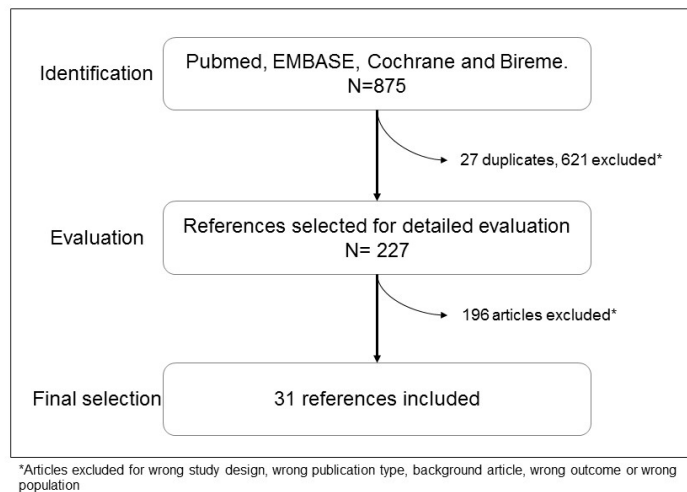 Identification
Pubmed, EMBASE, Cochrane and Bireme.
N=875
27 duplicates, 621 excluded*
Evaluation
References selected for detailed evaluation
N= 227
196 articles excluded*
Final selection
31 references included
*Articles excluded for wrong study design, wrong publication type, background article, wrong outcome or wrong
population